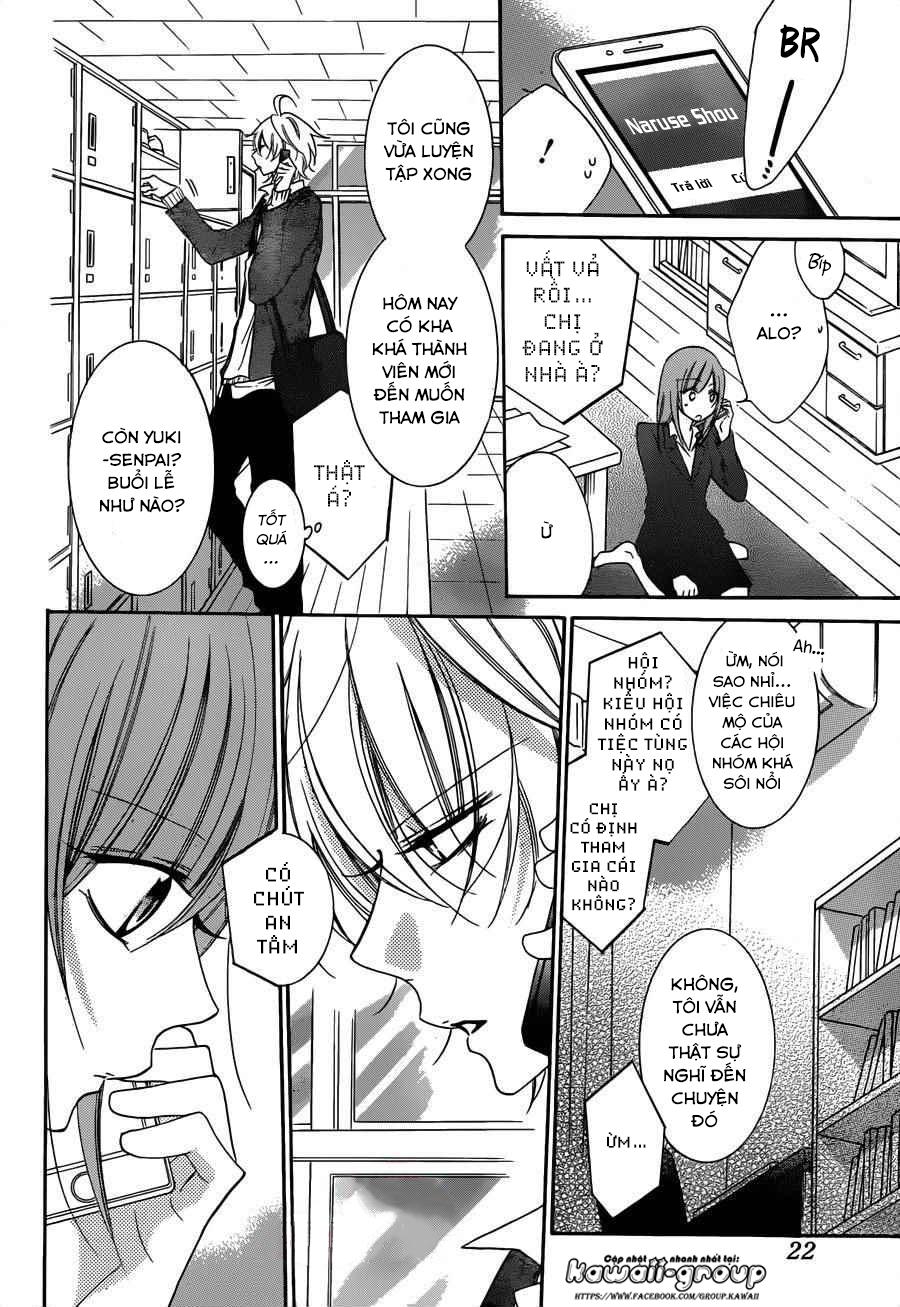 BR
Naruse Shou
Trả lời
!
Bíp
...
ALO?
VẤT VẢ
RỒI...
CHỊ
ĐANG Ở
NHÀ À?
Ừ
TÔI CŨNG
VỪA LUYỆN
TẬP XONG
HÔM NAY
CÓ KHA
KHÁ THÀNH
VIÊN MỚI
ĐẾN MUỐN
THAM GIA
THẬT
Á?
TỐT
QUÁ
...
CÒN YUKI
-SENPAI?
BUỔI LỄ
NHƯ NÀO?
Ah...
ỪM, NÓI
SAO NHỈ...
VIỆC CHIÊU
MỘ CỦA
CÁC HỘI
NHÓM KHÁ
SÔI NỔI
HỘI
NHÓM?
KIỂU HỘI
NHÓM CÓ
TIỆC TÙNG
NÀY NỌ
ẤY À?
CHỊ
CÓ ĐỊNH
THAM
GIA CÁI
NÀO
KHÔNG?
KHÔNG,
TÔI VẪN
CHƯA
THẬT SỰ
NGHĨ ĐẾN
CHUYỆN
ĐÓ
ỪM...
CÓ
CHÚT
AN
TÂM
22
Cập nhật nhanh nhất tại:
kawaii-group
HTTPS://WWW.FACEBOOK.COM/GROUP.KAWAII